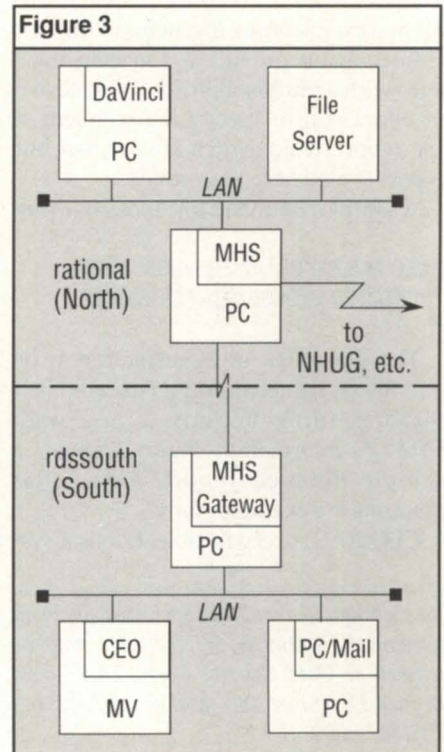 Figure 3
DaVinci
PC
File
Server
LAN
MHS
PC
rational
(North)
to
NHUG, etc.
rdssouth
(South)
MHS
Gateway
PC
LAN
CEO
MV
PC/Mail
PC